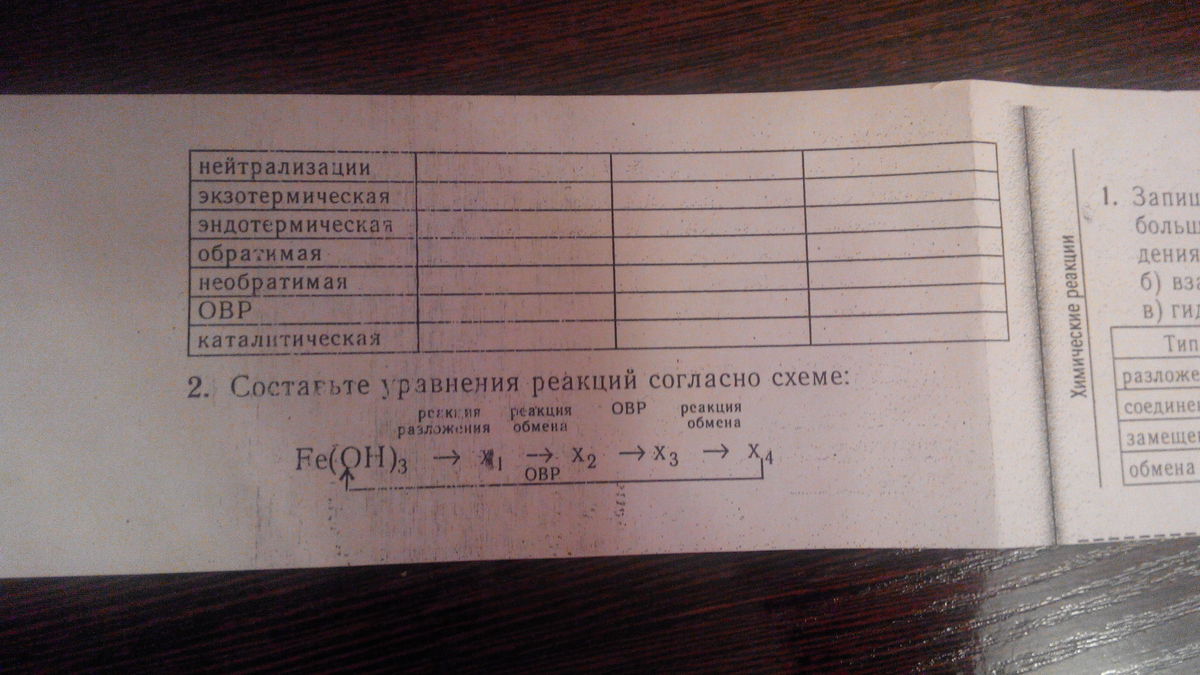 нейтрализации
экзотермическая
эндотермическая
обратимая
необратимая
ОВР
каталитическая
2. Составьте уравнения реакций согласно схеме:
реакция разложения
реакция обмена
ОВР
реакция обмена
Fe(OH)3 → X1 → X2 → X3 → X4
ОВР
Химические реакции
1. Запиш
больш
дения
б) вза
в) гид
Тип
разложе
соединен
замещен
обмена